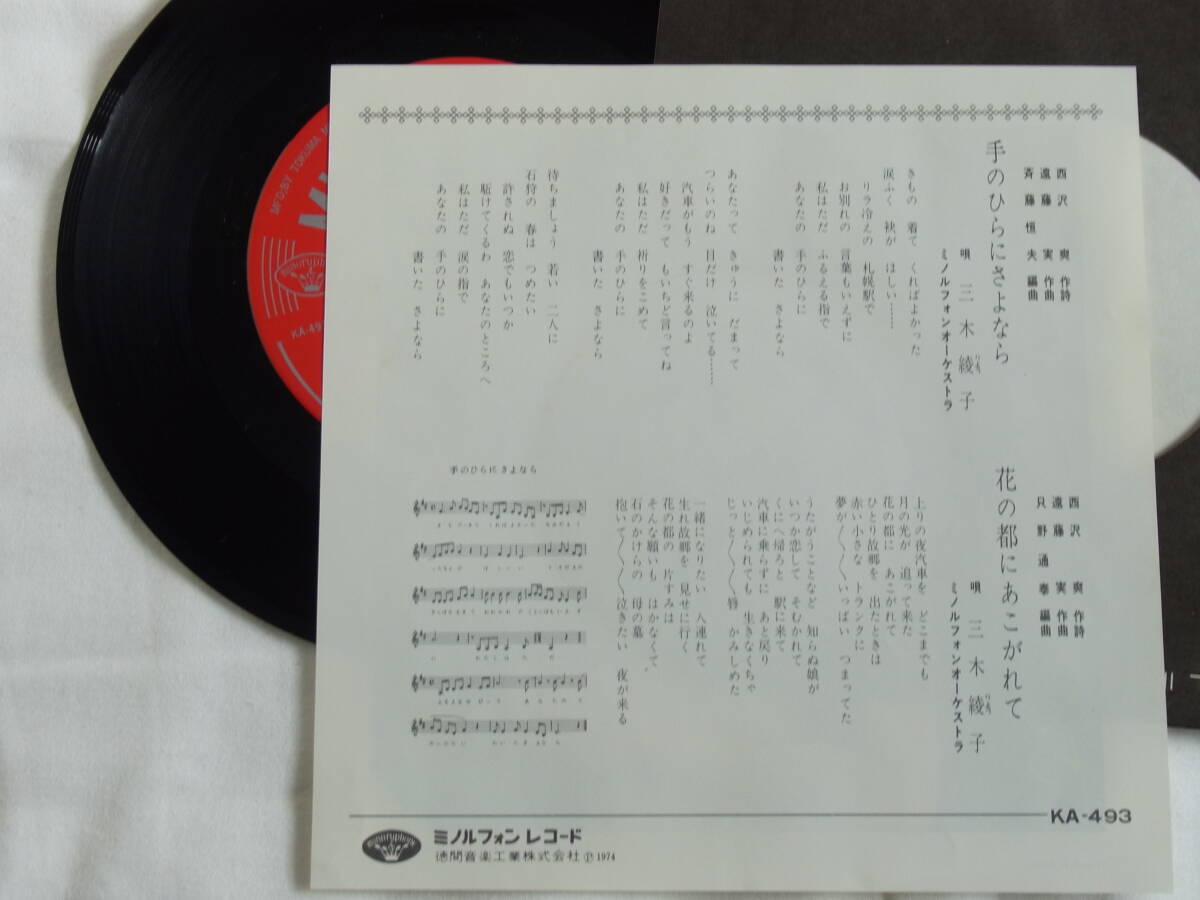 手のひらにさよなら
西沢 爽 作詩
遠藤 実 作曲
斉藤恒夫 編曲
唄 三木綾子
ミノルフォンオーケストラ
きもの 着て くればよかった
涙ふく 袂が ほしい……
リラ冷えの 札幌駅で
お別れの 言葉もいえずに
私はただ ふるえる指で
あなたの 手のひらに
書いた さよなら
あなたって きゅうに だまって
つらいのね 目だけ 泣いてる……
汽車がもう すぐ来るのよ
好きだって もいちど言ってね
私はただ 祈りをこめて
あなたの 手のひらに
書いた さよなら
待ちましょう 若い 二人に
石狩の 春は つめたい
許されぬ 恋でもいつか
駈けてくるわ あなたのところへ
私はただ 涙の指で
あなたの 手のひらに
書いた さよなら
花の都にあこがれて
西沢 爽 作詩
遠藤 実 作曲
只野通泰 編曲
唄 三木綾子
ミノルフォンオーケストラ
上りの夜汽車を どこまでも
月の光が 追って来た
花の都に あこがれて
ひとり故郷を 出たときは
赤い小さな トランクに
夢が〱〱いっぱい つまってた
うたがうことなど 知らぬ娘が
いつか恋して そむかれて
くにへ帰ろと 駅に来て
汽車に乗らずに あと戻り
いじめられても 生きなくちゃ
じっと〱〱唇 かみしめた
一緒になりたい 人連れて
生れ故郷を 見せに行く
花の都の 片すみは
そんな願いも はかなくて
石のかけらの 母の墓
抱いて〱〱泣きたい 夜が来る
手のひらにさよなら
KA-493
ミノルフォン レコード
徳間音楽工業株式会社 Ⓟ 1974
MFD. BY TOKUMA M
KA-49